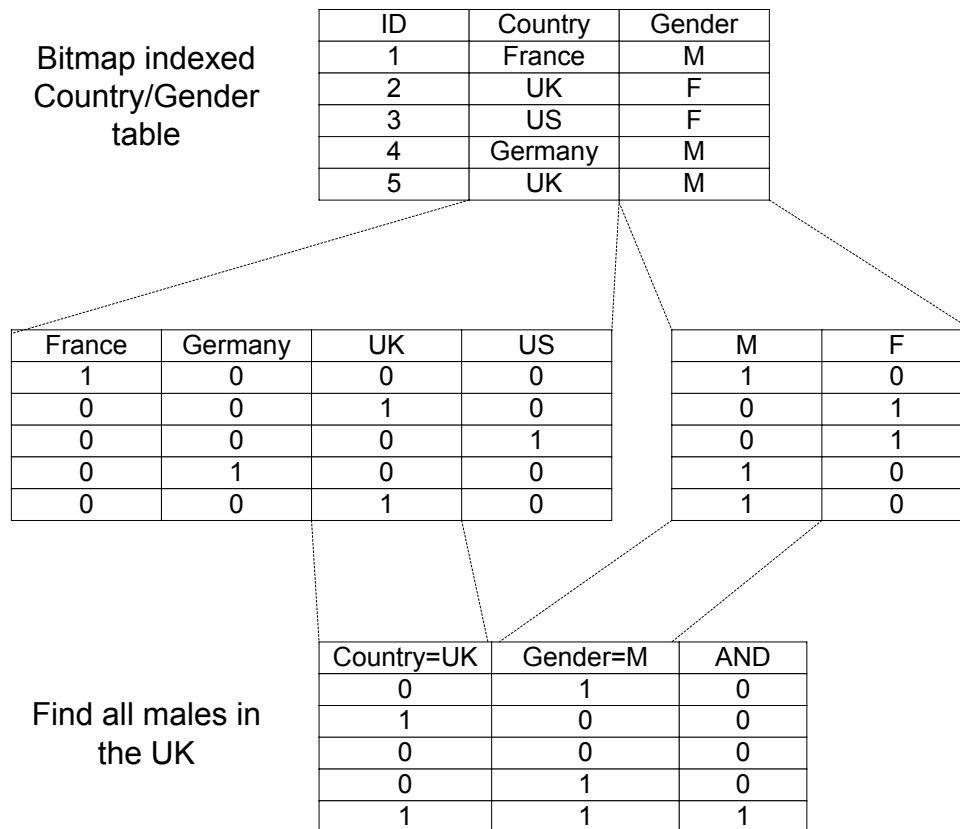 Bitmap indexed
Country/Gender
table
ID Country Gender
1 France M
2 UK F
3 US F
4 Germany M
5 UK M
France Germany UK US
1 0 0 0
0 0 1 0
0 0 0 1
0 1 0 0
0 0 1 0
M F
1 0
0 1
0 1
1 0
1 0
Find all males in
the UK
Country=UK Gender=M AND
0 1 0
1 0 0
0 0 0
0 1 0
1 1 1